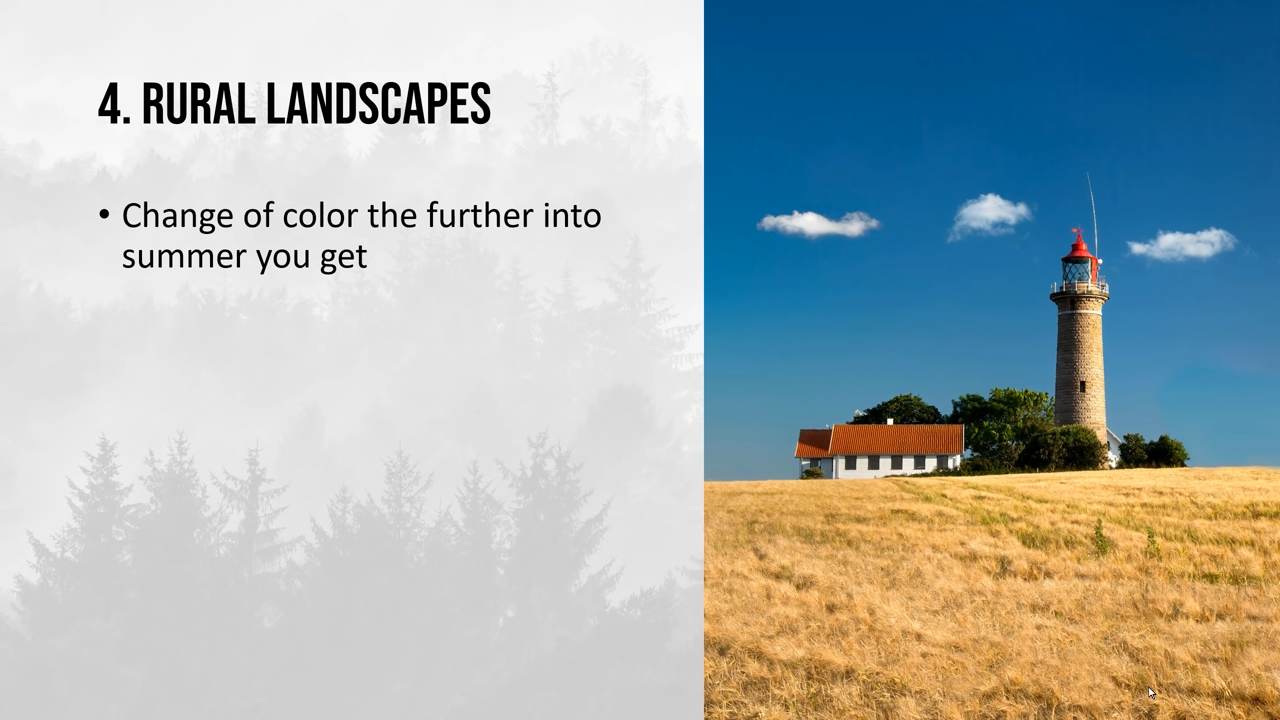 4. RURAL LANDSCAPES
• Change of color the further into
summer you get